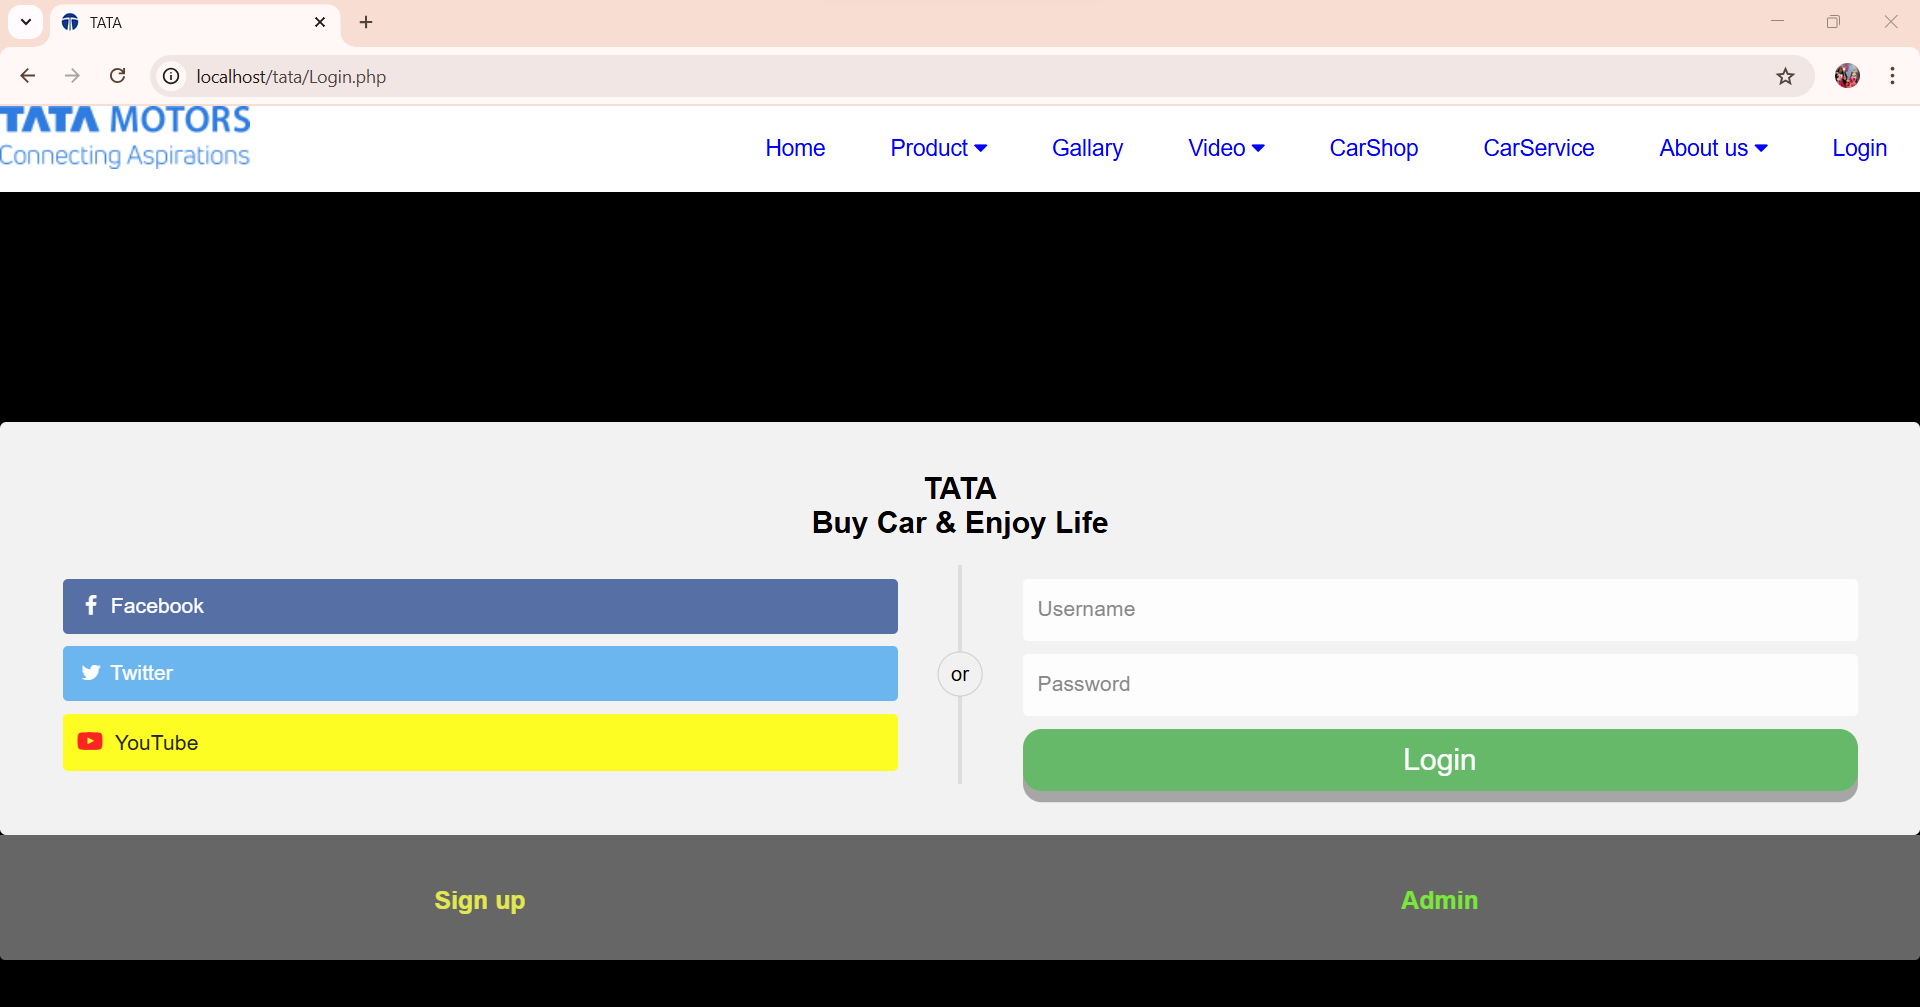 TATA
localhost/tata/Login.php
TATA MOTORS
Connecting Aspirations
Home Product Gallary Video CarShop CarService About us Login
TATA
Buy Car & Enjoy Life
Facebook
Twitter
YouTube
or
Username
Password
Login
Sign up Admin